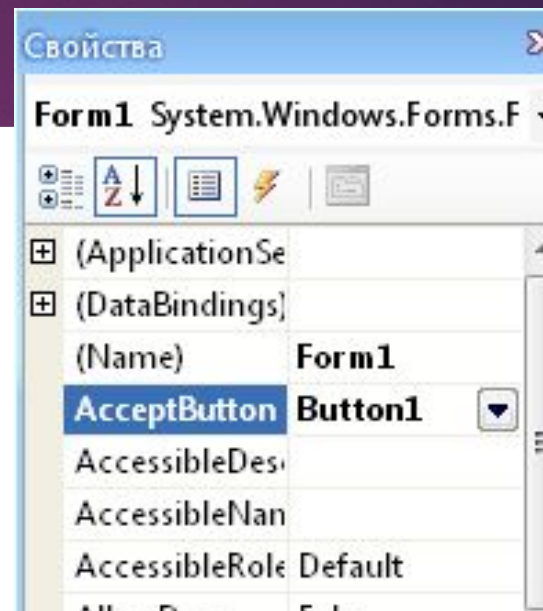 Свойства
Form1 System.Windows.Forms.F
(ApplicationSe
(DataBindings)
(Name) Form1
AcceptButton Button1
AccessibleDes
AccessibleNan
AccessibleRole Default